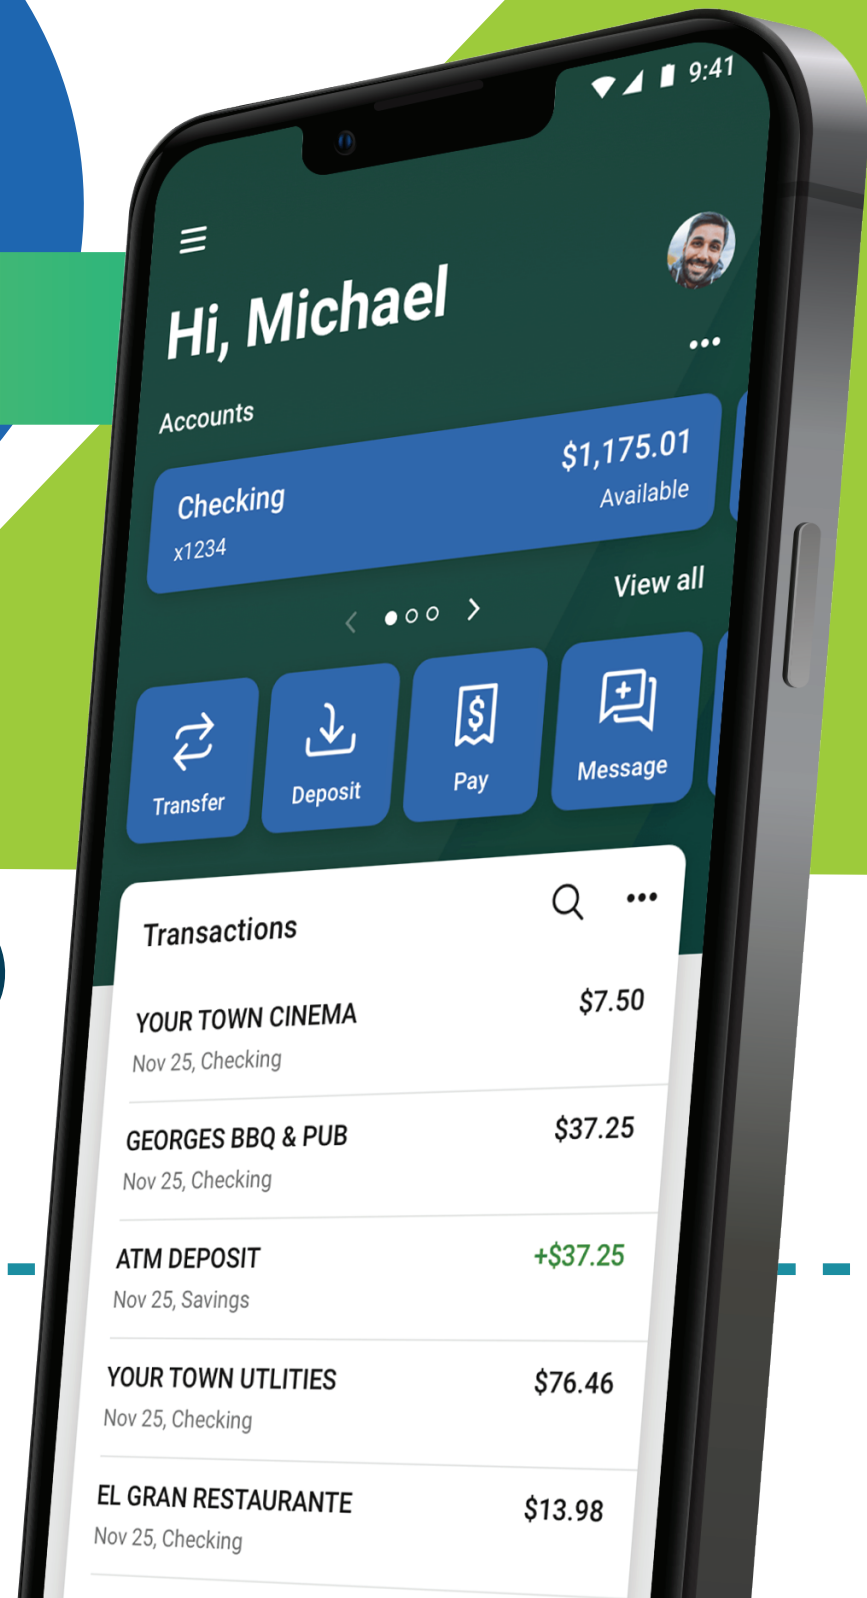 9:41
Hi, Michael
Accounts
Checking
$1,175.01
x1234
Available
View all
Transfer
Deposit
Pay
Message
Transactions
YOUR TOWN CINEMA
$7.50
Nov 25, Checking
GEORGES BBQ & PUB
$37.25
Nov 25, Checking
ATM DEPOSIT
+$37.25
Nov 25, Savings
YOUR TOWN UTLITIES
$76.46
Nov 25, Checking
EL GRAN RESTAURANTE
$13.98
Nov 25, Checking